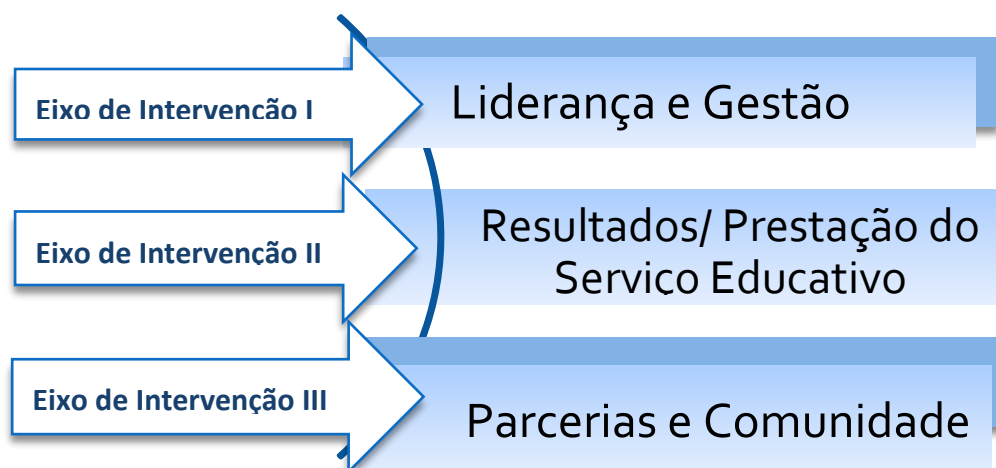 Eixo de Intervenção I
Liderança e Gestão
Eixo de Intervenção II
Resultados/ Prestação do
Serviço Educativo
Eixo de Intervenção III
Parcerias e Comunidade